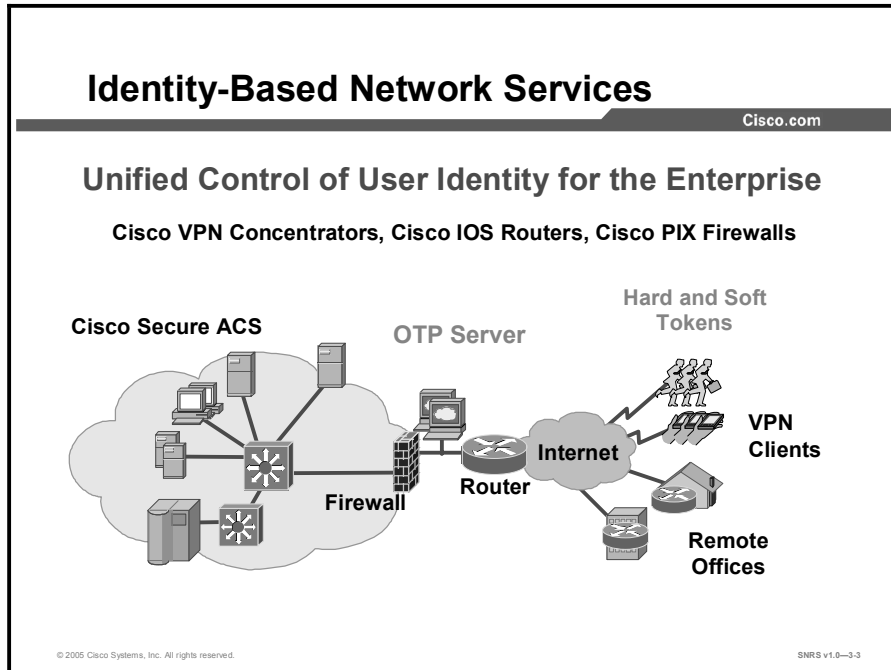 Identity-Based Network Services
Cisco.com
Unified Control of User Identity for the Enterprise
Cisco VPN Concentrators, Cisco IOS Routers, Cisco PIX Firewalls
Hard and Soft
Tokens
Cisco Secure ACS
OTP Server
VPN
Clients
Internet
Firewall
Router
Remote
Offices
© 2005 Cisco Systems, Inc. All rights reserved.
SNRS v1.0—3-3